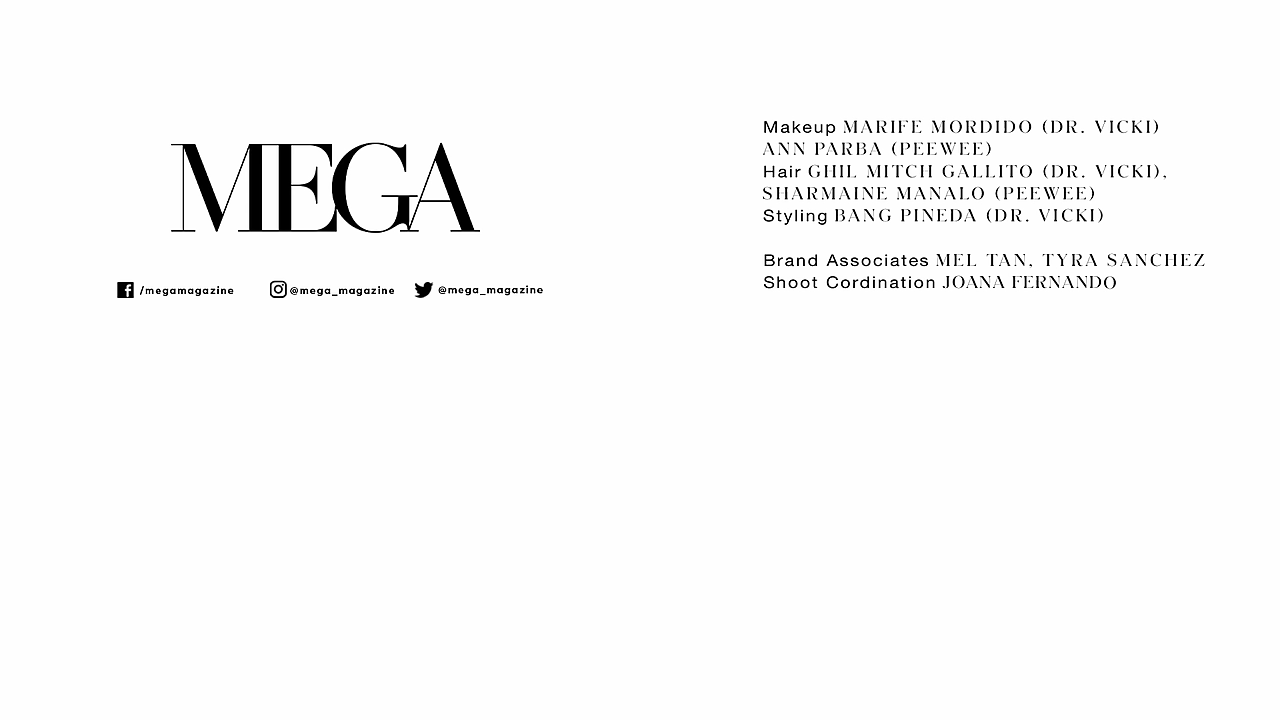 MEGA
/megamagazine @mega_magazine @mega_magazine
Makeup MARIFE MORDIDO (DR. VICKI)
ANN PARBA (PEEWEE)
Hair GHIL MITCH GALLITO (DR. VICKI),
SHARMAINE MANALO (PEEWEE)
Styling BANG PINEDA (DR. VICKI)
Brand Associates MEL TAN, TYRA SANCHEZ
Shoot Cordination JOANA FERNANDO